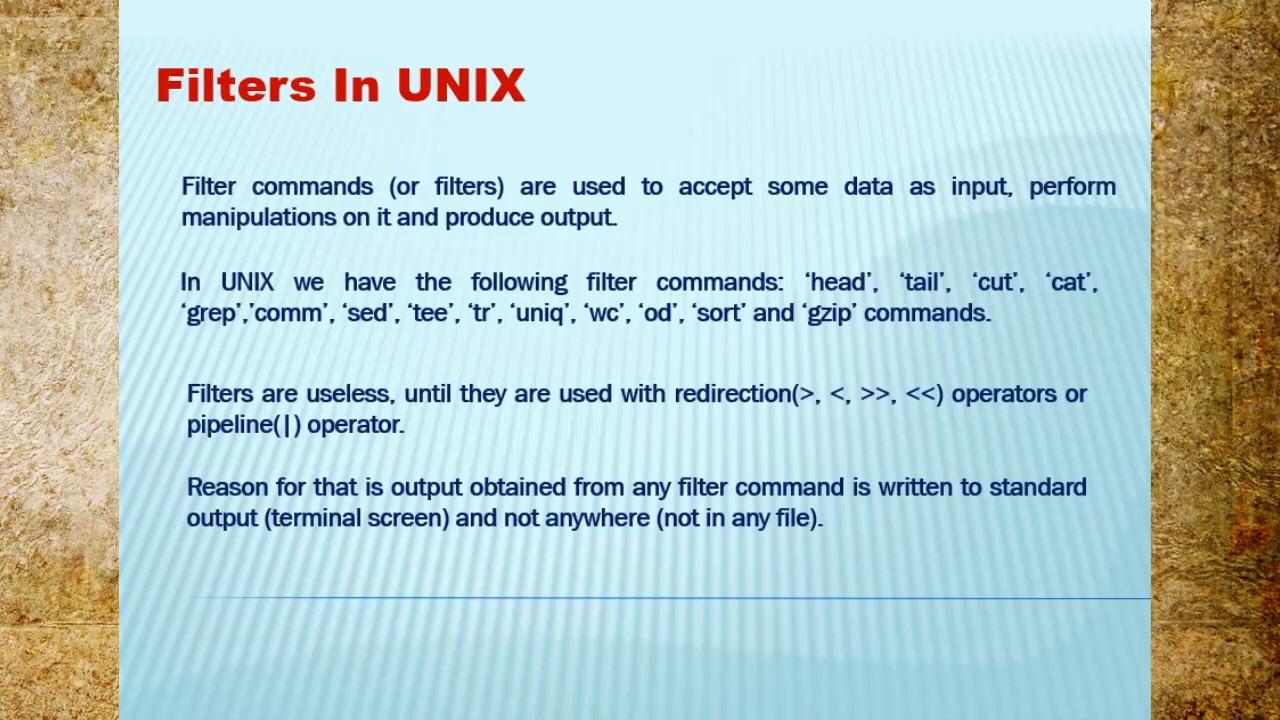 Filters In UNIX
Filter commands (or filters) are used to accept some data as input, perform
manipulations on it and produce output.
In UNIX we have the following filter commands: ‘head’, ‘tail’, ‘cut’, ‘cat’,
‘grep’,’comm’, ‘sed’, ‘tee’, ‘tr’, ‘uniq’, ‘wc’, ‘od’, ‘sort’ and ‘gzip’ commands.
Filters are useless, until they are used with redirection(>, <, >>, <<) operators or
pipeline(|) operator.
Reason for that is output obtained from any filter command is written to standard
output (terminal screen) and not anywhere (not in any file).